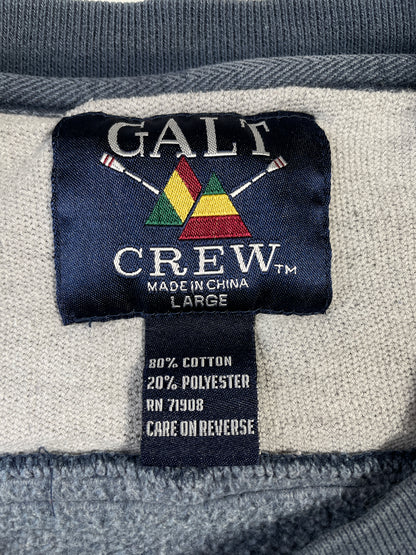 GALT
CREW™
MADE IN CHINA
LARGE
80% COTTON
20% POLYESTER
RN 71908
CARE ON REVERSE